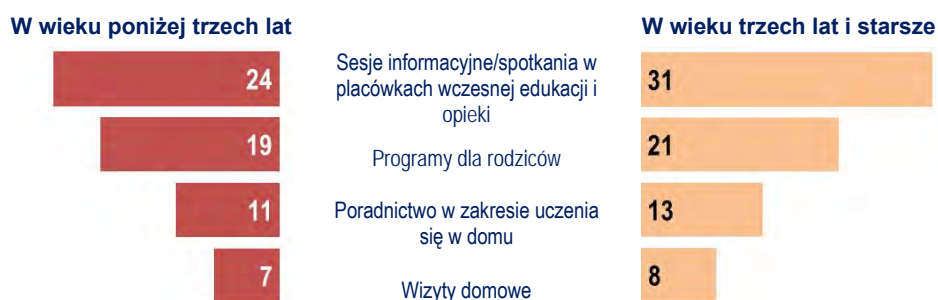 W wieku poniżej trzech lat
W wieku trzech lat i starsze
24
Sesje informacyjne/spotkania w
placówkach wczesnej edukacji i
opieki
31
19
Programy dla rodziców
21
11
Poradnictwo w zakresie uczenia
się w domu
13
7
Wizyty domowe
8